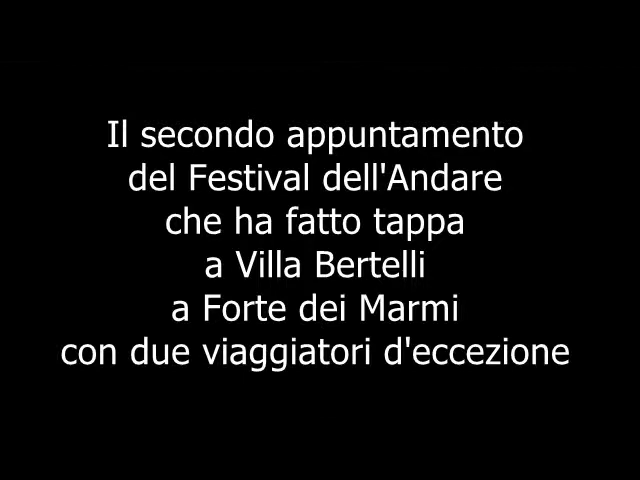 Il secondo appuntamento
del Festival dell'Andare
che ha fatto tappa
a Villa Bertelli
a Forte dei Marmi
con due viaggiatori d'eccezione